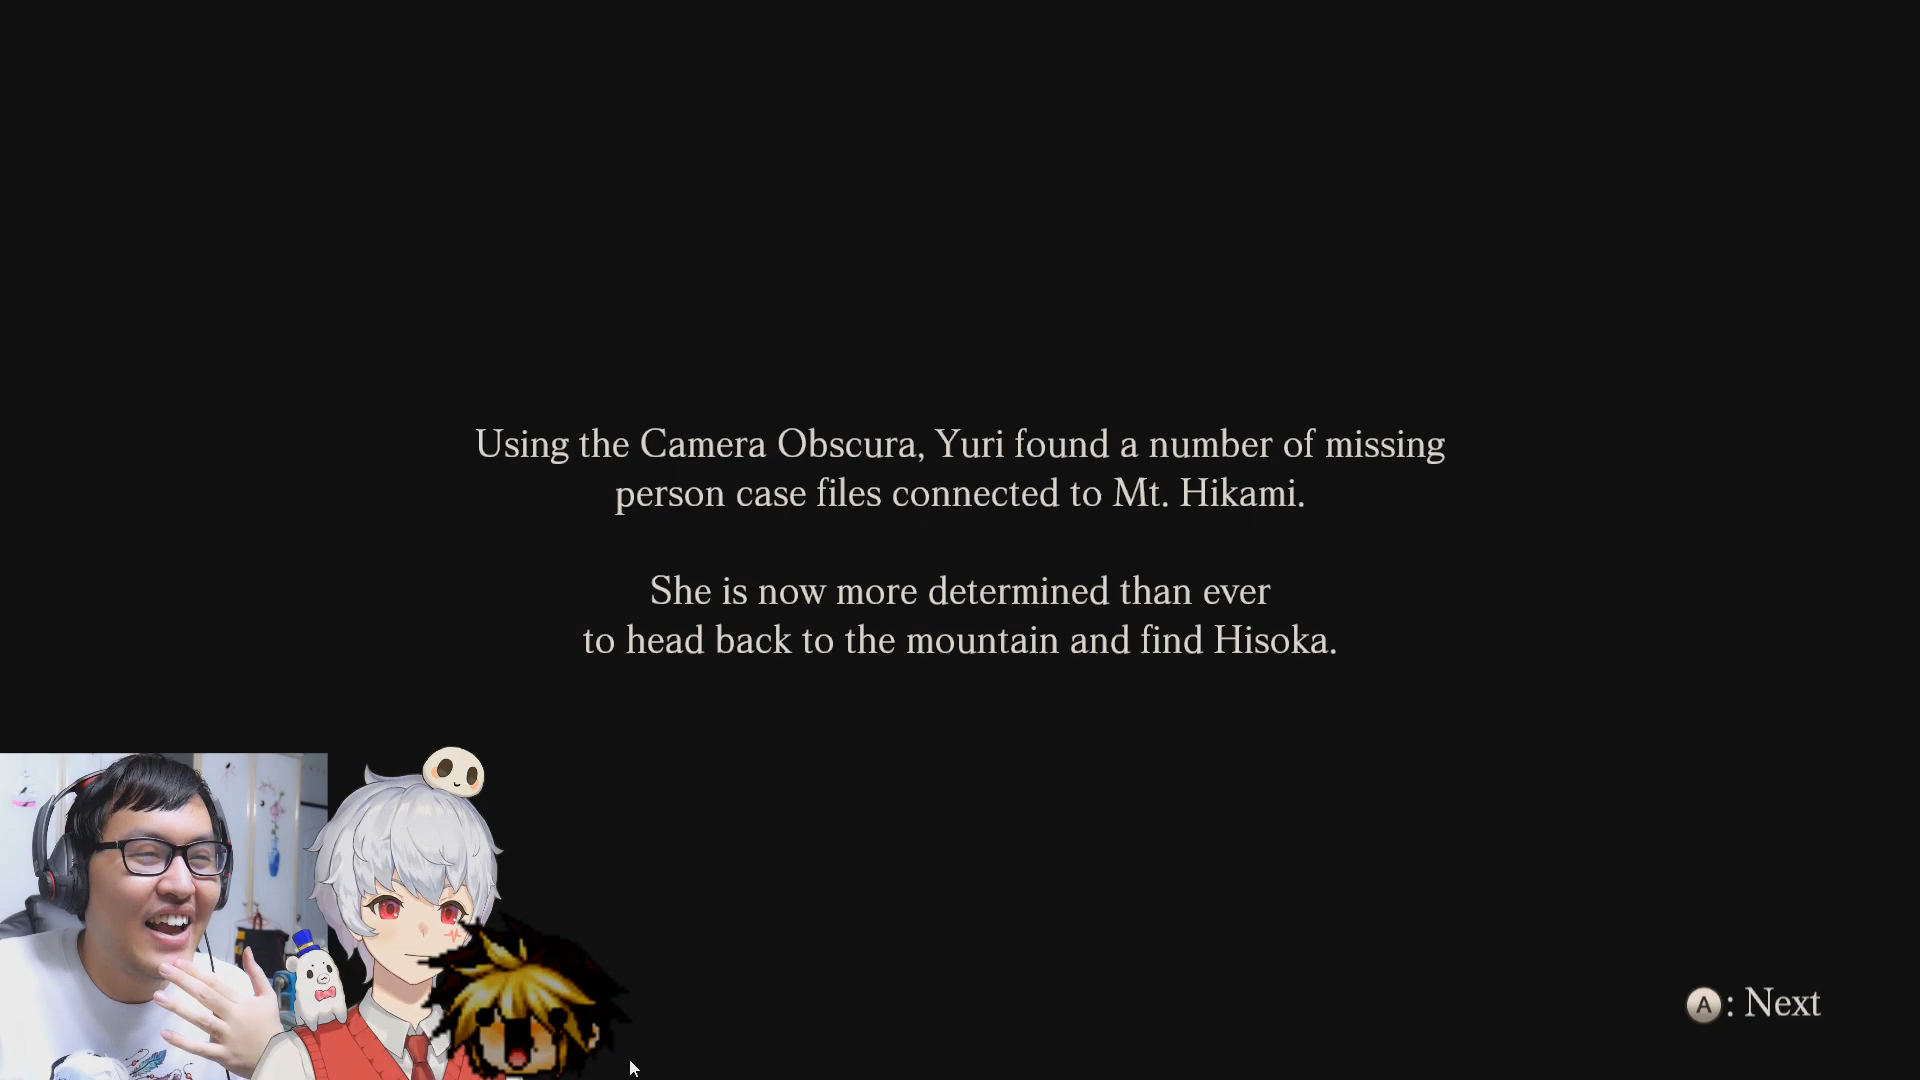 Using the Camera Obscura, Yuri found a number of missing
person case files connected to Mt. Hikami.
She is now more determined than ever
to head back to the mountain and find Hisoka.
A : Next